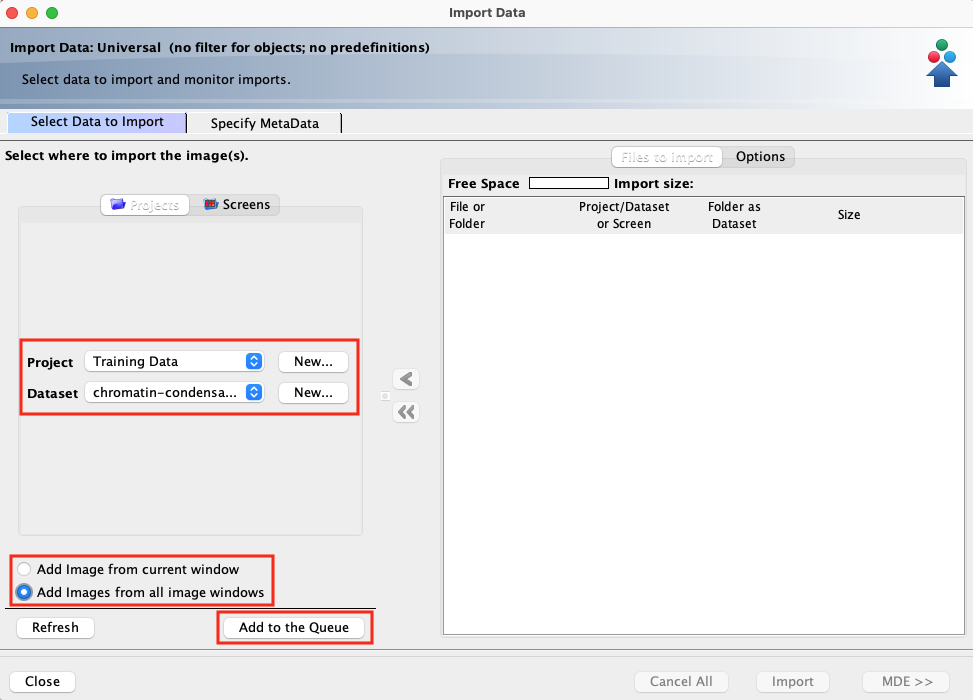 Import Data
Import Data: Universal  (no filter for objects; no predefinitions)
Select data to import and monitor imports.
Select Data to Import
Specify MetaData
Select where to import the image(s).
Projects
Screens
Project
Training Data
New...
Dataset
chromatin-condensa...
New...
Add Image from current window
Add Images from all image windows
Refresh
Add to the Queue
Files to import
Options
Free Space
Import size:
File or
Folder
Project/Dataset
or Screen
Folder as
Dataset
Size
Close
Cancel All
Import
MDE >>